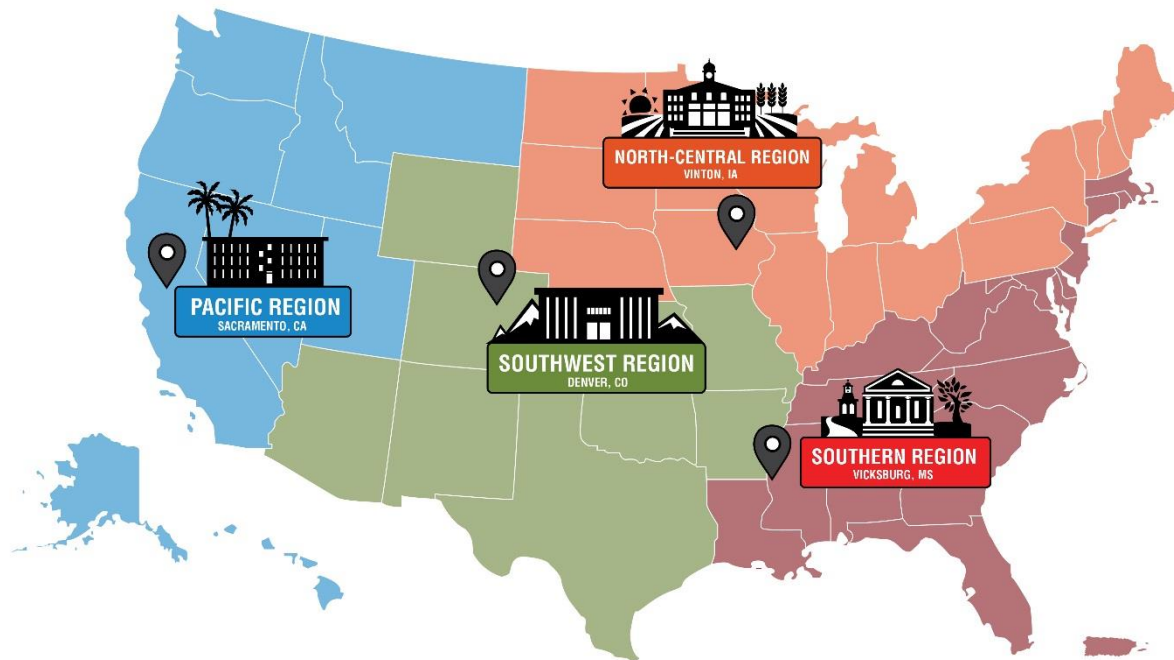 NORTH-CENTRAL REGION
VINTON, IA
PACIFIC REGION
SACRAMENTO, CA
SOUTHWEST REGION
DENVER, CO
SOUTHERN REGION
VICKSBURG, MS